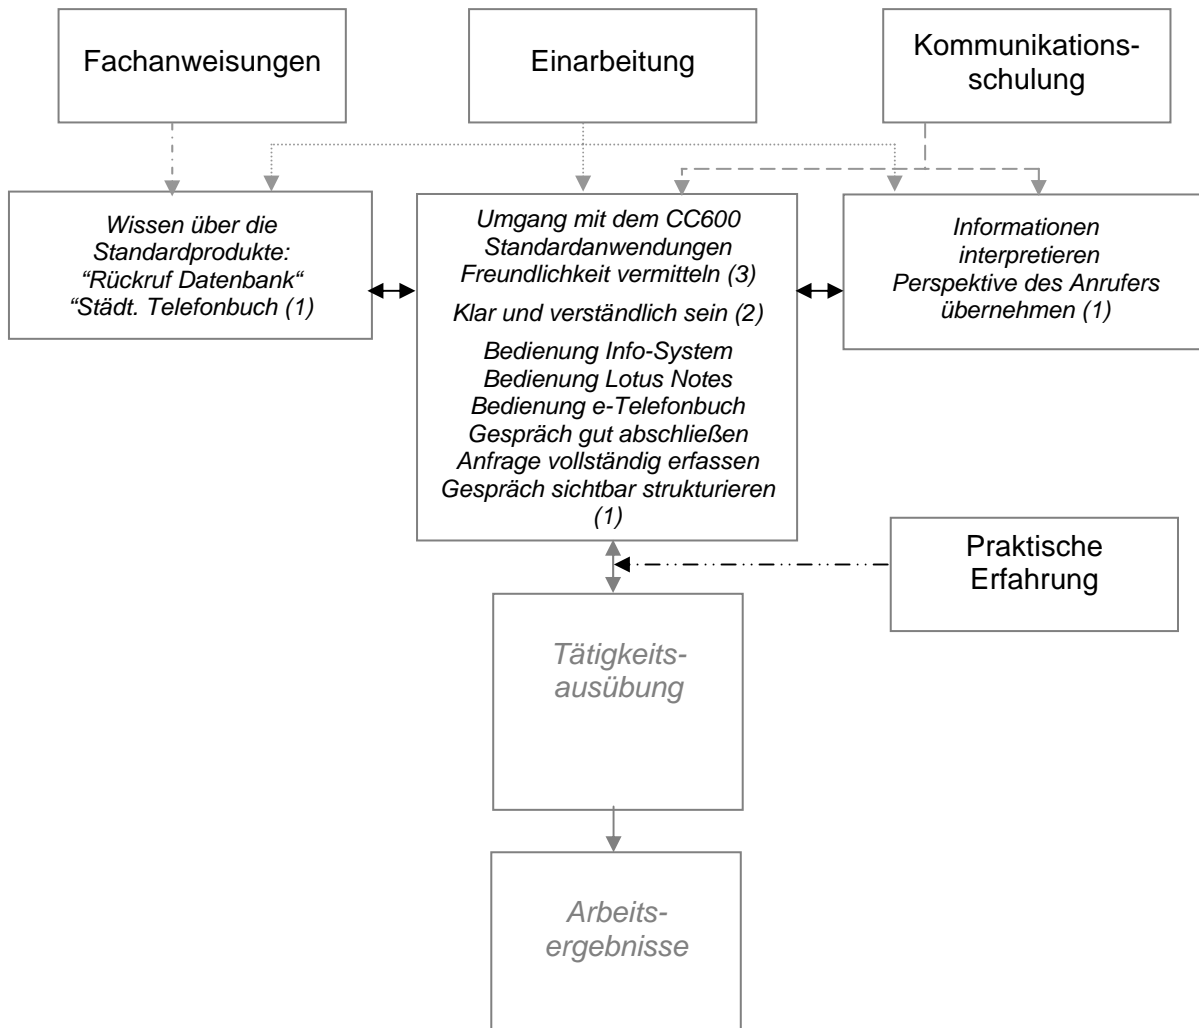 Fachanweisungen
Einarbeitung
Kommunikations-
schulung
Wissen über die
Standardprodukte:
“Rückruf Datenbank“
“Städt. Telefonbuch (1)
Umgang mit dem CC600
Standardanwendungen
Freundlichkeit vermitteln (3)
Klar und verständlich sein (2)
Bedienung Info-System
Bedienung Lotus Notes
Bedienung e-Telefonbuch
Gespräch gut abschließen
Anfrage vollständig erfassen
Gespräch sichtbar strukturieren
(1)
Informationen
interpretieren
Perspektive des Anrufers
übernehmen (1)
Praktische
Erfahrung
Tätigkeits-
ausübung
Arbeits-
ergebnisse